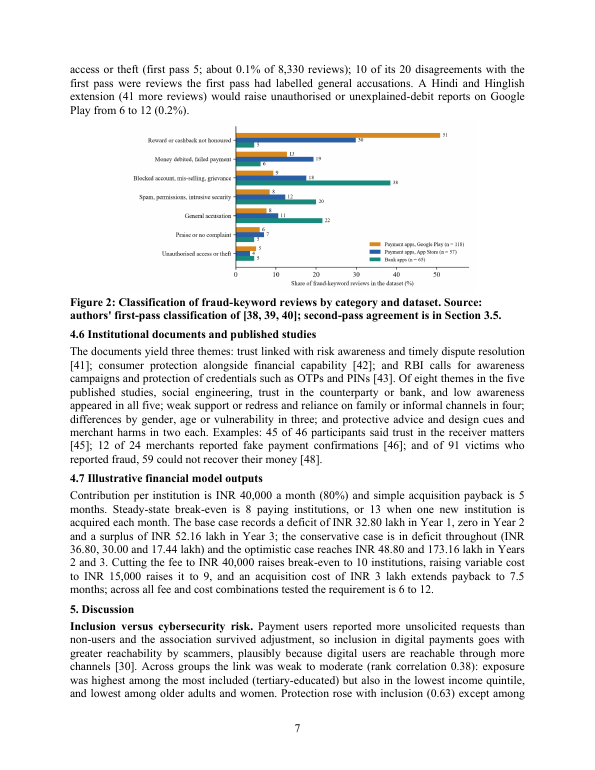 access or theft (first pass 5; about 0.1% of 8,330 reviews); 10 of its 20 disagreements with the
first pass were reviews the first pass had labelled general accusations. A Hindi and Hinglish
extension (41 more reviews) would raise unauthorised or unexplained-debit reports on Google
Play from 6 to 12 (0.2%).
Reward or cashback not honoured
51
30
5
Money debited, failed payment
13
19
6
Blocked account, mis-selling, grievance
9
18
38
Spam, permissions, intrusive security
8
12
20
General accusation
8
11
22
Praise or no complaint
6
7
5
Unauthorised access or theft
5
4
5
Payment apps, Google Play (n = 118)
Payment apps, App Store (n = 57)
Bank apps (n = 65)
0 10 20 30 40 50
Share of fraud-keyword reviews in the dataset (%)
Figure 2: Classification of fraud-keyword reviews by category and dataset. Source:
authors' first-pass classification of [38, 39, 40]; second-pass agreement is in Section 3.5.
4.6 Institutional documents and published studies
The documents yield three themes: trust linked with risk awareness and timely dispute resolution
[41]; consumer protection alongside financial capability [42]; and RBI calls for awareness
campaigns and protection of credentials such as OTPs and PINs [43]. Of eight themes in the five
published studies, social engineering, trust in the counterparty or bank, and low awareness
appeared in all five; weak support or redress and reliance on family or informal channels in four;
differences by gender, age or vulnerability in three; and protective advice and design cues and
merchant harms in two each. Examples: 45 of 46 participants said trust in the receiver matters
[45]; 12 of 24 merchants reported fake payment confirmations [46]; and of 91 victims who
reported fraud, 59 could not recover their money [48].
4.7 Illustrative financial model outputs
Contribution per institution is INR 40,000 a month (80%) and simple acquisition payback is 5
months. Steady-state break-even is 8 paying institutions, or 13 when one new institution is
acquired each month. The base case records a deficit of INR 32.80 lakh in Year 1, zero in Year 2
and a surplus of INR 52.16 lakh in Year 3; the conservative case is in deficit throughout (INR
36.80, 30.00 and 17.44 lakh) and the optimistic case reaches INR 48.80 and 173.16 lakh in Years
2 and 3. Cutting the fee to INR 40,000 raises break-even to 10 institutions, raising variable cost
to INR 15,000 raises it to 9, and an acquisition cost of INR 3 lakh extends payback to 7.5
months; across all fee and cost combinations tested the requirement is 6 to 12.
5. Discussion
Inclusion versus cybersecurity risk. Payment users reported more unsolicited requests than
non-users and the association survived adjustment, so inclusion in digital payments goes with
greater reachability by scammers, plausibly because digital users are reachable through more
channels [30]. Across groups the link was weak to moderate (rank correlation 0.38): exposure
was highest among the most included (tertiary-educated) but also in the lowest income quintile,
and lowest among older adults and women. Protection rose with inclusion (0.63) except among
7